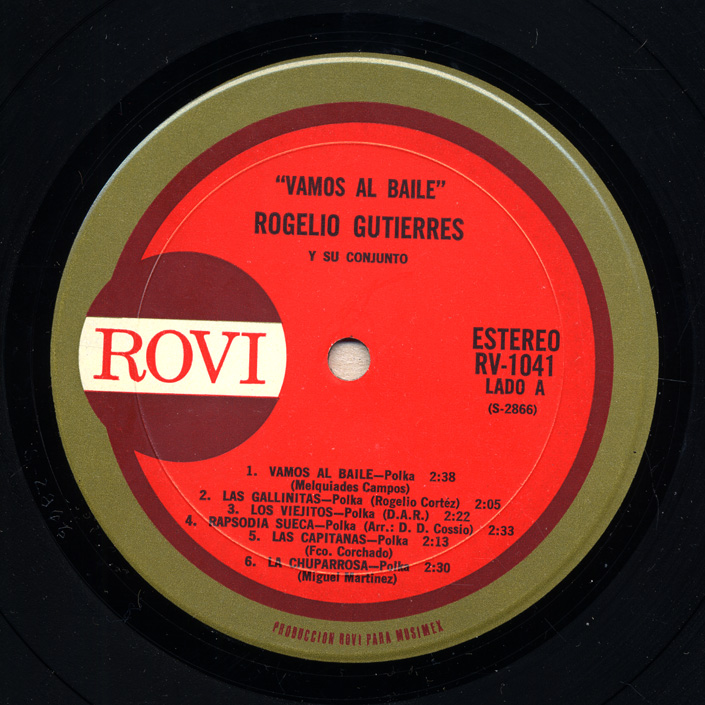 "VAMOS AL BAILE"
ROGELIO GUTIERRES
Y SU CONJUNTO
ROVI
ESTEREO
RV-1041
LADO A
(S-2866)
1. VAMOS AL BAILE—Polka 2:38
(Melquiades Campos)
2. LAS GALLINITAS—Polka (Rogelio Cortéz) 2:05
3. LOS VIEJITOS—Polka (D.A.R.) 2:22
4. RAPSODIA SUECA—Polka (Arr.: D. D. Cossio) 2:33
5. LAS CAPITANAS—Polka 2:13
(Fco. Corchado)
6. LA CHUPARROSA—Polka 2:30
(Miguel Martínez)
PRODUCCION ROVI PARA MUSIMEX